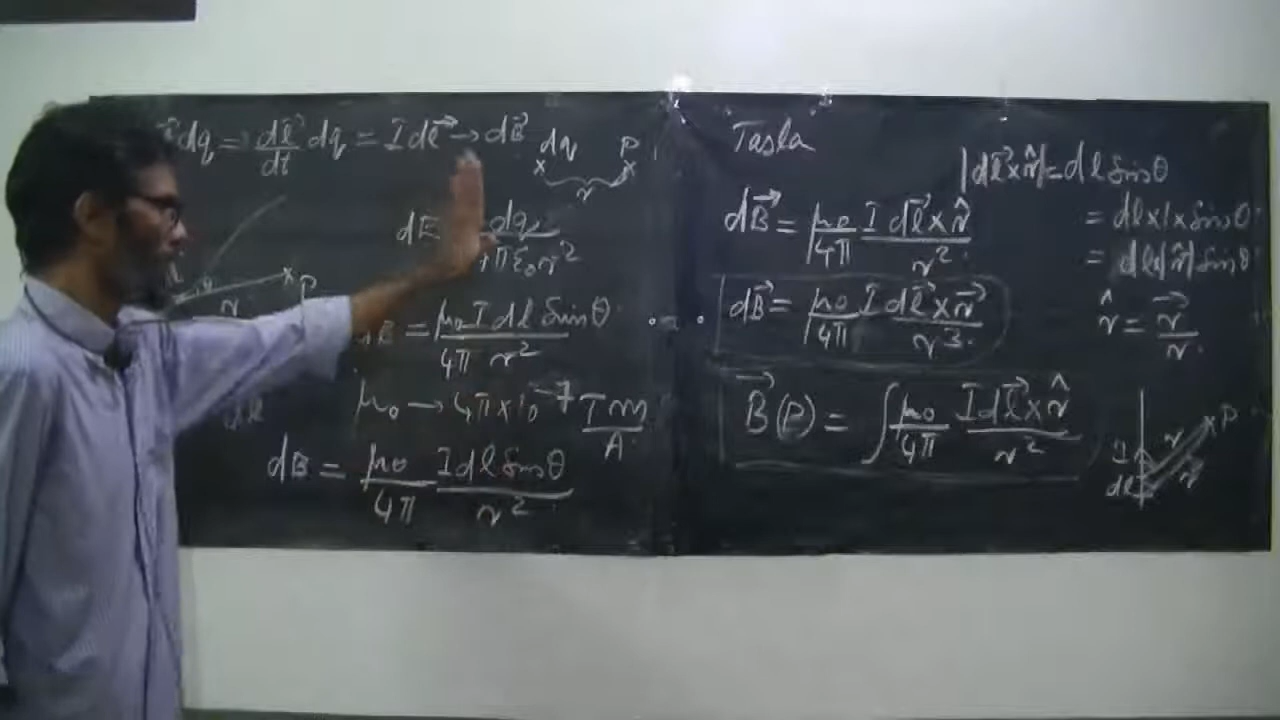 dq → dl⃗/dt dq = I dl⃗ → dB⃗
dq P
r
dE dq/4πε₀r²
P
r
dB = μ₀ I dl Sinθ/4π r²
μ₀ → 4π×10⁻⁷ Tm/A
dl
dB = μ₀/4π I dl Sinθ/r²
"Tasla"
|dl⃗ × r̂| = dl Sinθ
= dl×1×Sinθ
= dl|r̂|Sinθ
dB⃗ = μ₀/4π I dl⃗ × r̂/r²
dB⃗ = μ₀/4π I dl⃗ × r⃗/r³
r̂ = r⃗/r
B⃗(P) = ∫ μ₀/4π I dl⃗ × r̂/r²
P
r
I
dl
r̂